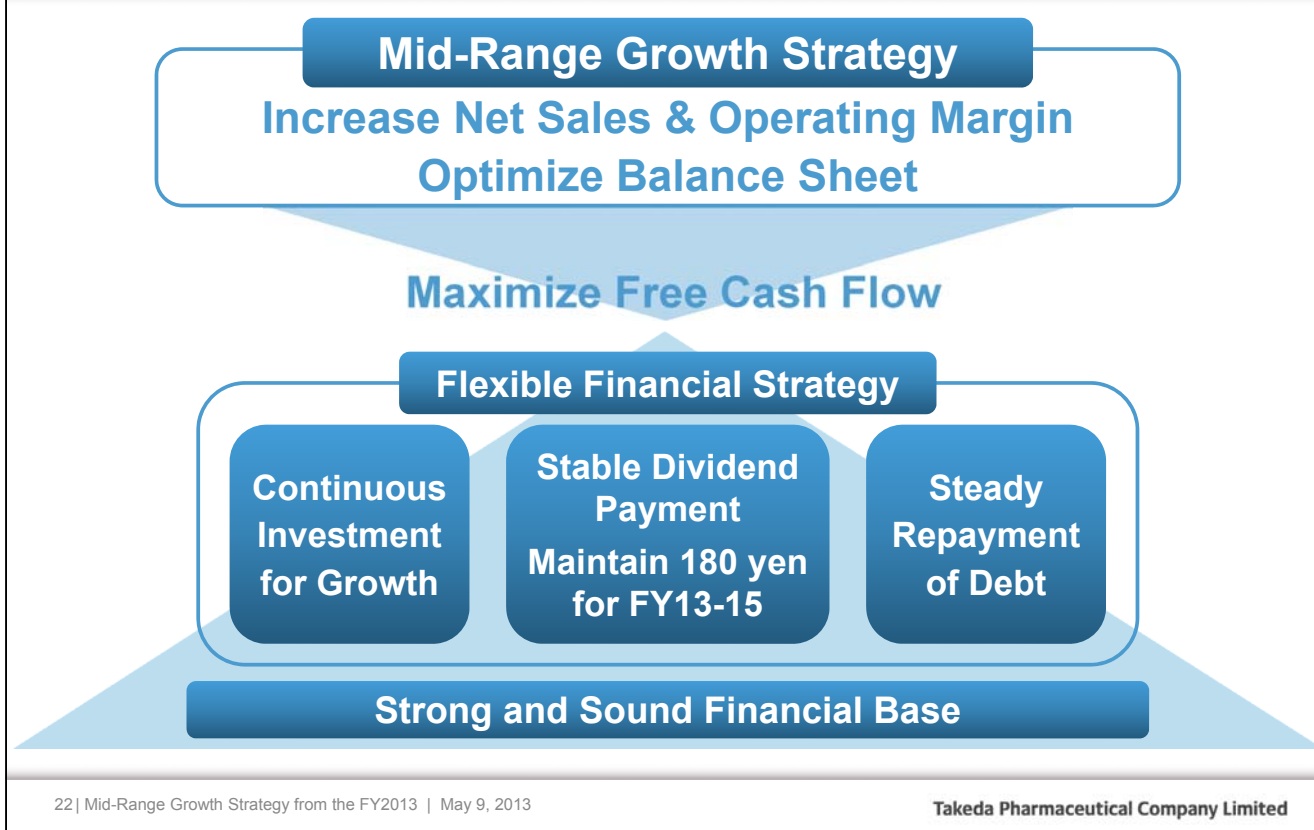 Mid-Range Growth Strategy
Increase Net Sales & Operating Margin
Optimize Balance Sheet
Maximize Free Cash Flow
Flexible Financial Strategy
Continuous
Investment
for Growth
Stable Dividend
Payment
Maintain 180 yen
for FY13-15
Steady
Repayment
of Debt
Strong and Sound Financial Base
22 | Mid-Range Growth Strategy from the FY2013 | May 9, 2013
Takeda Pharmaceutical Company Limited